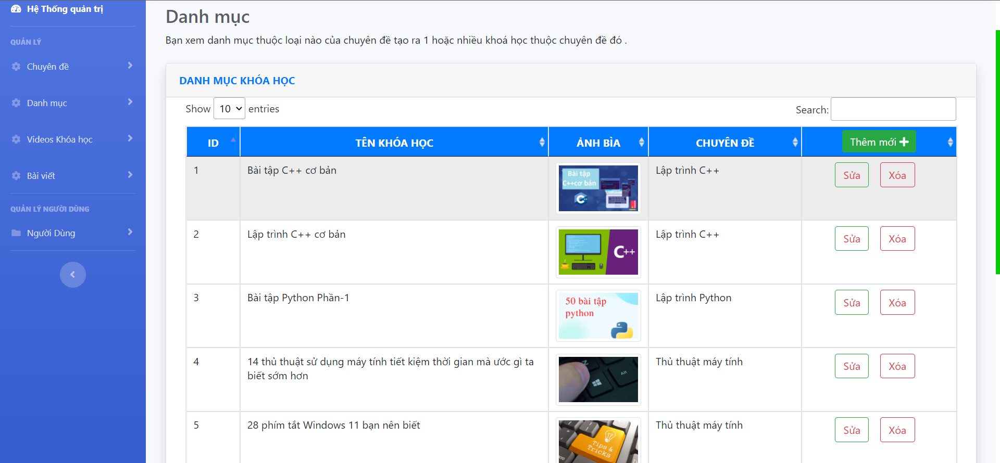 Hệ Thống quản trị
QUẢN LÝ
Chuyên đề
Danh mục
Videos Khóa học
Bài viết
QUẢN LÝ NGƯỜI DÙNG
Người Dùng
Danh mục
Bạn xem danh mục thuộc loại nào của chuyên đề tạo ra 1 hoặc nhiều khoá học thuộc chuyên đề đó .
DANH MỤC KHÓA HỌC
Show 10 entries
Search:
ID TÊN KHÓA HỌC ẢNH BÌA CHUYÊN ĐỀ Thêm mới
1 Bài tập C++ cơ bản Lập trình C++ Sửa Xóa
Bài tập
C++cơ bản
C
2 Lập trình C++ cơ bản Lập trình C++ Sửa Xóa
C++
3 Bài tập Python Phần-1 Lập trình Python Sửa Xóa
50 bài tập
python
4 14 thủ thuật sử dụng máy tính tiết kiệm thời gian mà ước gì ta Thủ thuật máy tính Sửa Xóa
biết sớm hơn
Z
Alt
5 28 phím tắt Windows 11 bạn nên biết Thủ thuật máy tính Sửa Xóa
Tips &
Tricks